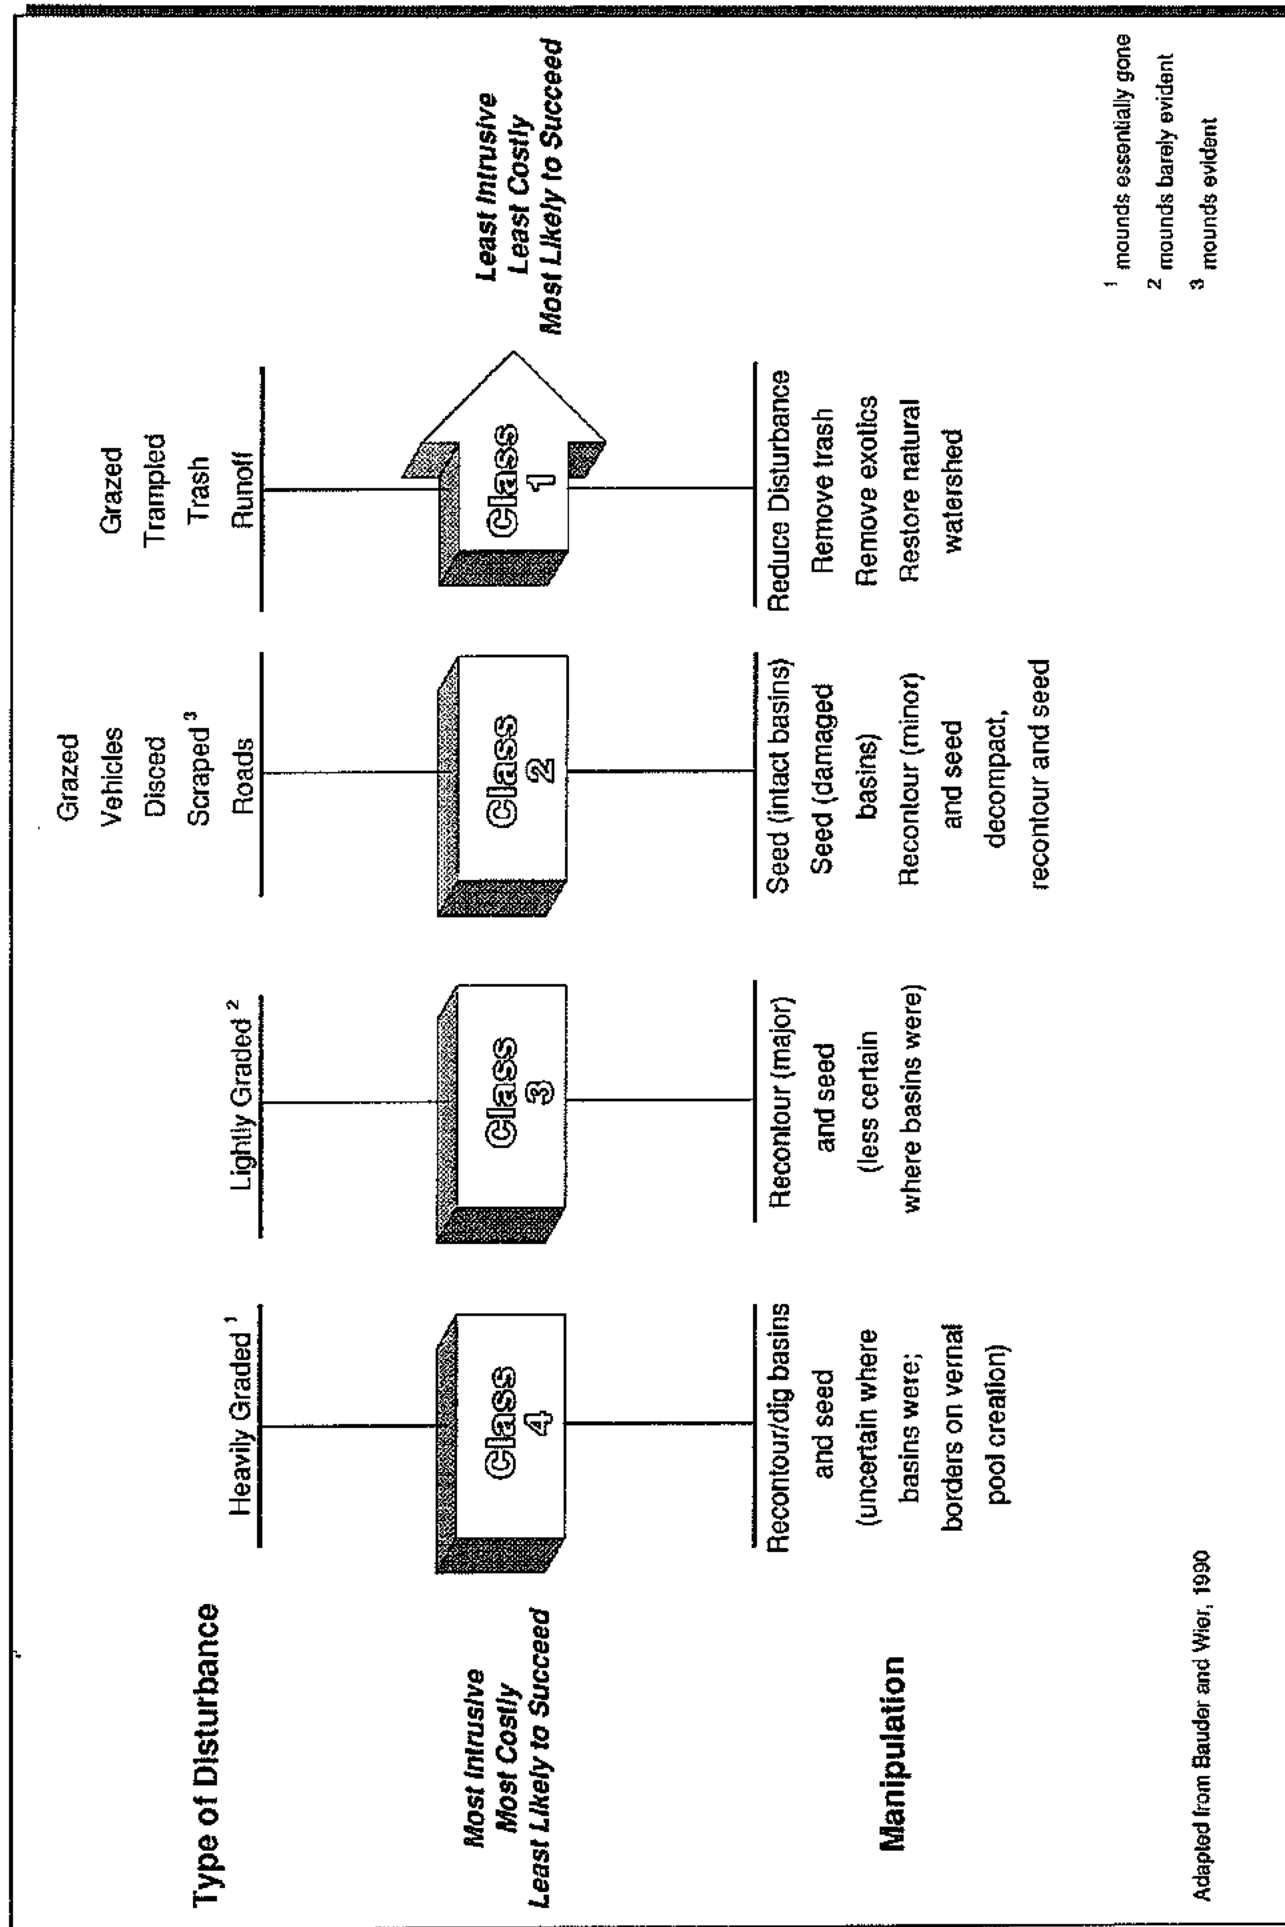 Type of Disturbance
Heavily Graded 1
Lightly Graded 2
Grazed
Vehicles
Disced
Scraped 3
Roads
Grazed
Trampled
Trash
Runoff
Most Intrusive
Most Costly
Least Likely to Succeed
Class
4
Class
3
Class
2
Class
1
Least Intrusive
Least Costly
Most Likely to Succeed
Manipulation
Recontour/dig basins
and seed
(uncertain where
basins were;
borders on vernal
pool creation)
Recontour (major)
and seed
(less certain
where basins were)
Seed (intact basins)
Seed (damaged
basins)
Recontour (minor)
and seed
decompact,
recontour and seed
Reduce Disturbance
Remove trash
Remove exotics
Restore natural
watershed
Adapted from Bauder and Wier, 1990
1 mounds essentially gone
2 mounds barely evident
3 mounds evident